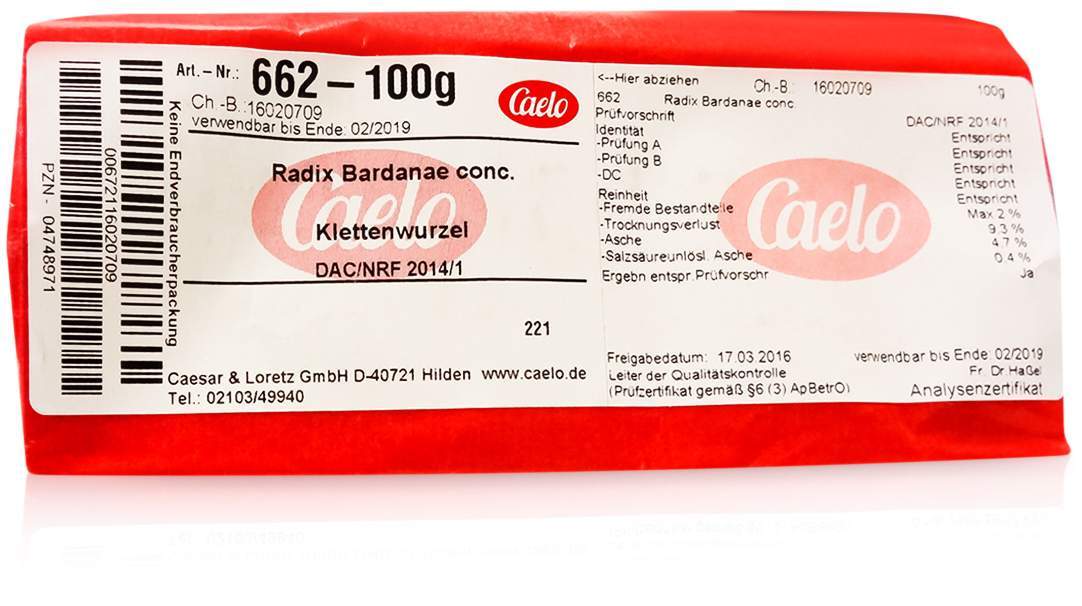 Art.-Nr.: 662 – 100g
Caelo
Ch.-B.:16020709
verwendbar bis Ende: 02/2019
Radix Bardanae conc.
Caelo
Klettenwurzel
DAC/NRF 2014/1
221
Caesar & Loretz GmbH D-40721 Hilden www.caelo.de
Tel.: 02103/49940
PZN - 04748971
0067211602070​9
Keine Endverbraucherpackung
<--Hier abziehen Ch.-B.: 16020709 100g
662 Radix Bardanae conc.
Prüfvorschrift DAC/NRF 2014/1
Identität Entspricht
-Prüfung A Entspricht
-Prüfung B Entspricht
-DC Entspricht
Reinheit Entspricht
-Fremde Bestandteile Max 2 %
-Trocknungsverlust 9,3 %
-Asche 4,7 %
-Salzsäureunlösl. Asche 0,4 %
Ergebn.entspr.Prüfvorschr Ja
Caelo
Freigabedatum: 17.03.2016 verwendbar bis Ende: 02/2019
Leiter der Qualitätskontrolle Fr. Dr.Haßel
(Prüfzertifikat gemäß §6 (3) ApBetrO) Analysenzertifikat